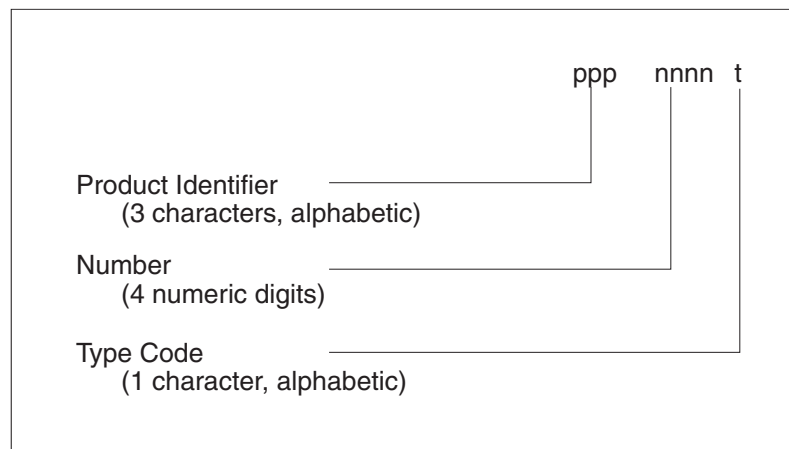 ppp nnnn t
Product Identifier
(3 characters, alphabetic)
Number
(4 numeric digits)
Type Code
(1 character, alphabetic)